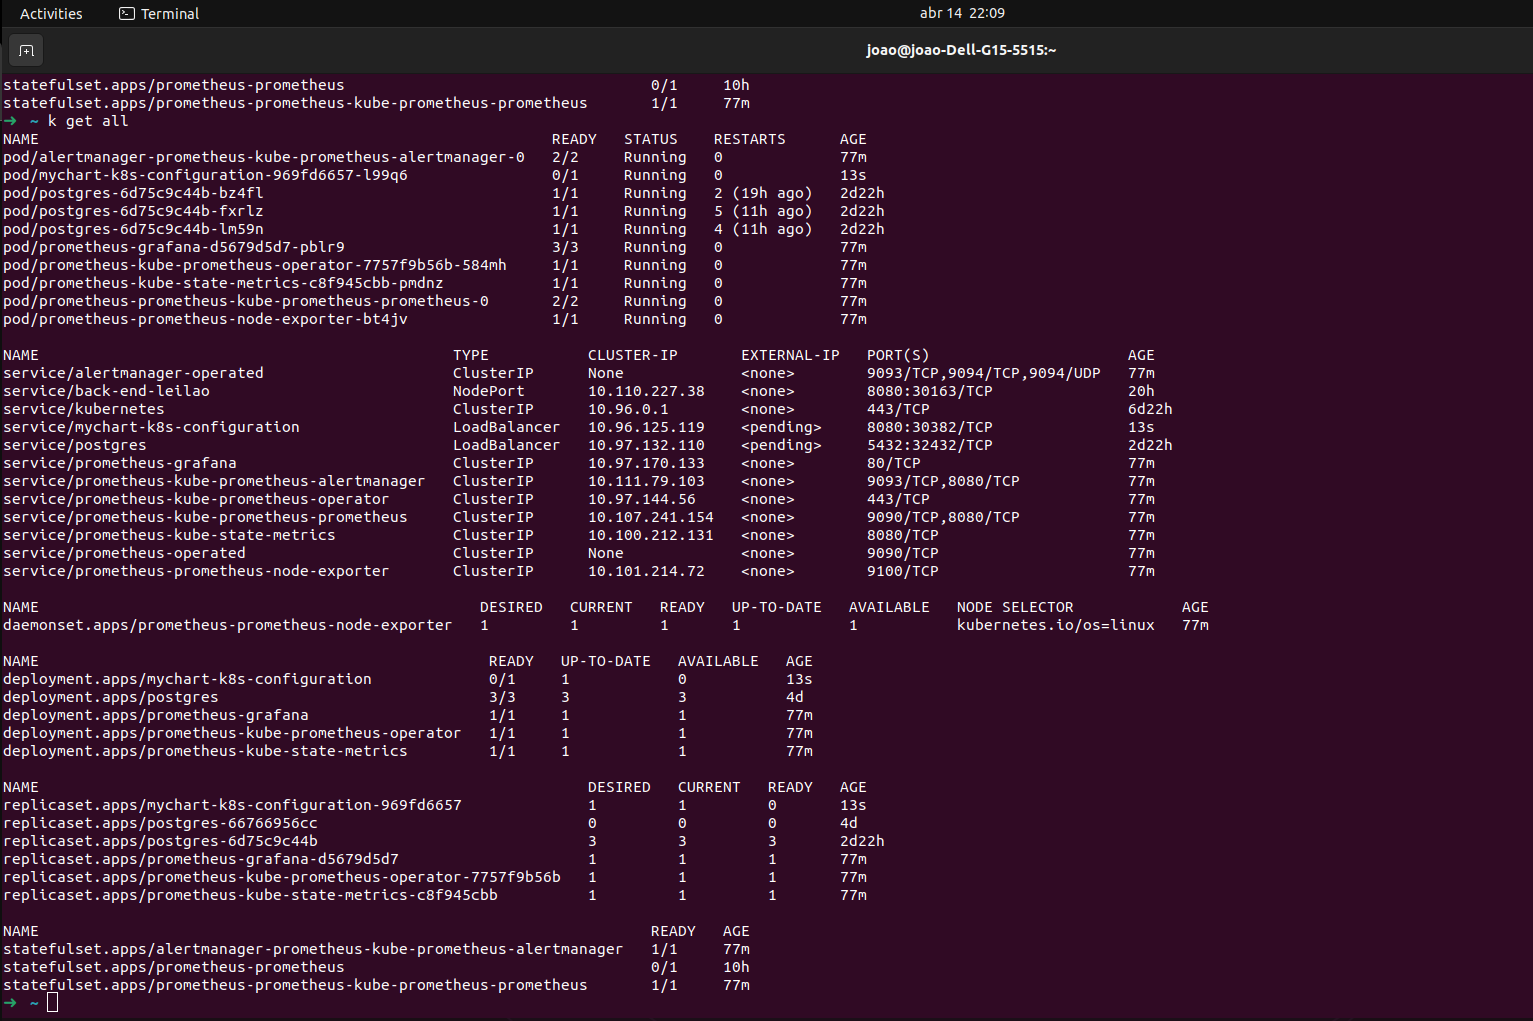 Activities Terminal abr 14 22:09
joao@joao-Dell-G15-5515:~
statefulset.apps/prometheus-prometheus 0/1 10h
statefulset.apps/prometheus-prometheus-kube-prometheus-prometheus 1/1 77m
➜ ~ k get all
NAME READY STATUS RESTARTS AGE
pod/alertmanager-prometheus-kube-prometheus-alertmanager-0 2/2 Running 0 77m
pod/mychart-k8s-configuration-969fd6657-l99q6 0/1 Running 0 13s
pod/postgres-6d75c9c44b-bz4fl 1/1 Running 2 (19h ago) 2d22h
pod/postgres-6d75c9c44b-fxrlz 1/1 Running 5 (11h ago) 2d22h
pod/postgres-6d75c9c44b-lm59n 1/1 Running 4 (11h ago) 2d22h
pod/prometheus-grafana-d5679d5d7-pblr9 3/3 Running 0 77m
pod/prometheus-kube-prometheus-operator-7757f9b56b-584mh 1/1 Running 0 77m
pod/prometheus-kube-state-metrics-c8f945cbb-pmdnz 1/1 Running 0 77m
pod/prometheus-prometheus-kube-prometheus-prometheus-0 2/2 Running 0 77m
pod/prometheus-prometheus-node-exporter-bt4jv 1/1 Running 0 77m
NAME TYPE CLUSTER-IP EXTERNAL-IP PORT(S) AGE
service/alertmanager-operated ClusterIP None <none> 9093/TCP,9094/TCP,9094/UDP 77m
service/back-end-leilao NodePort 10.110.227.38 <none> 8080:30163/TCP 20h
service/kubernetes ClusterIP 10.96.0.1 <none> 443/TCP 6d22h
service/mychart-k8s-configuration LoadBalancer 10.96.125.119 <pending> 8080:30382/TCP 13s
service/postgres LoadBalancer 10.97.132.110 <pending> 5432:32432/TCP 2d22h
service/prometheus-grafana ClusterIP 10.97.170.133 <none> 80/TCP 77m
service/prometheus-kube-prometheus-alertmanager ClusterIP 10.111.79.103 <none> 9093/TCP,8080/TCP 77m
service/prometheus-kube-prometheus-operator ClusterIP 10.97.144.56 <none> 443/TCP 77m
service/prometheus-kube-prometheus-prometheus ClusterIP 10.107.241.154 <none> 9090/TCP,8080/TCP 77m
service/prometheus-kube-state-metrics ClusterIP 10.100.212.131 <none> 8080/TCP 77m
service/prometheus-operated ClusterIP None <none> 9090/TCP 77m
service/prometheus-prometheus-node-exporter ClusterIP 10.101.214.72 <none> 9100/TCP 77m
NAME DESIRED CURRENT READY UP-TO-DATE AVAILABLE NODE SELECTOR AGE
daemonset.apps/prometheus-prometheus-node-exporter 1 1 1 1 1 kubernetes.io/os=linux 77m
NAME READY UP-TO-DATE AVAILABLE AGE
deployment.apps/mychart-k8s-configuration 0/1 1 0 13s
deployment.apps/postgres 3/3 3 3 4d
deployment.apps/prometheus-grafana 1/1 1 1 77m
deployment.apps/prometheus-kube-prometheus-operator 1/1 1 1 77m
deployment.apps/prometheus-kube-state-metrics 1/1 1 1 77m
NAME DESIRED CURRENT READY AGE
replicaset.apps/mychart-k8s-configuration-969fd6657 1 1 0 13s
replicaset.apps/postgres-66766956cc 0 0 0 4d
replicaset.apps/postgres-6d75c9c44b 3 3 3 2d22h
replicaset.apps/prometheus-grafana-d5679d5d7 1 1 1 77m
replicaset.apps/prometheus-kube-prometheus-operator-7757f9b56b 1 1 1 77m
replicaset.apps/prometheus-kube-state-metrics-c8f945cbb 1 1 1 77m
NAME READY AGE
statefulset.apps/alertmanager-prometheus-kube-prometheus-alertmanager 1/1 77m
statefulset.apps/prometheus-prometheus 0/1 10h
statefulset.apps/prometheus-prometheus-kube-prometheus-prometheus 1/1 77m
➜ ~